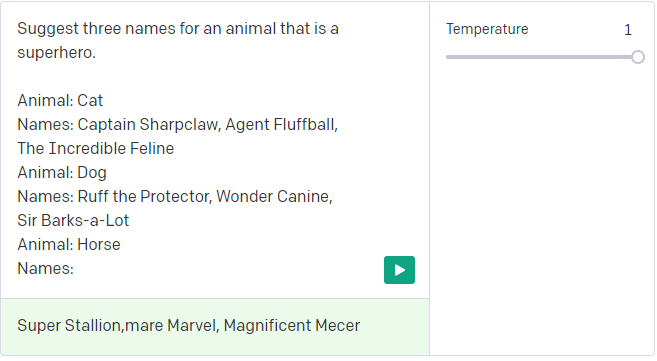 Suggest three names for an animal that is a
superhero.
Animal: Cat
Names: Captain Sharpclaw, Agent Fluffball,
The Incredible Feline
Animal: Dog
Names: Ruff the Protector, Wonder Canine,
Sir Barks-a-Lot
Animal: Horse
Names:
Super Stallion,mare Marvel, Magnificent Mecer
Temperature 1